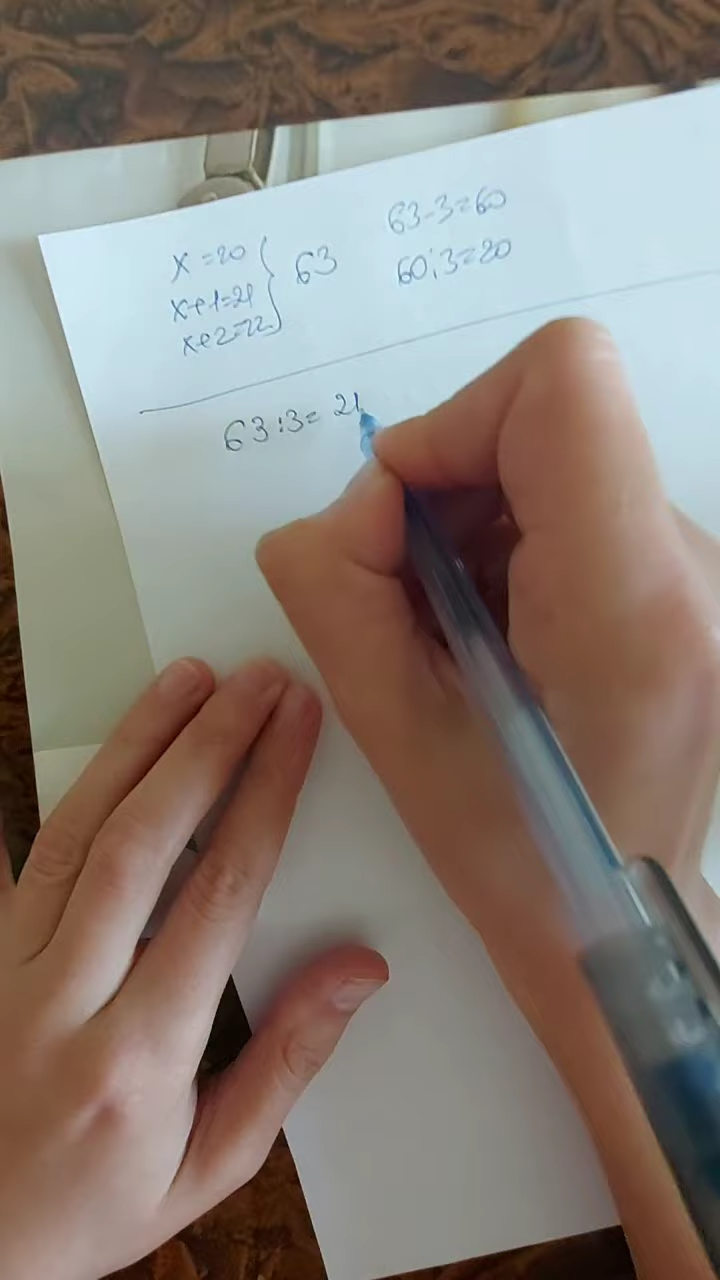 x = 20
x+1=21
x+2=22
63
63-3=60
60:3=20
63:3= 21